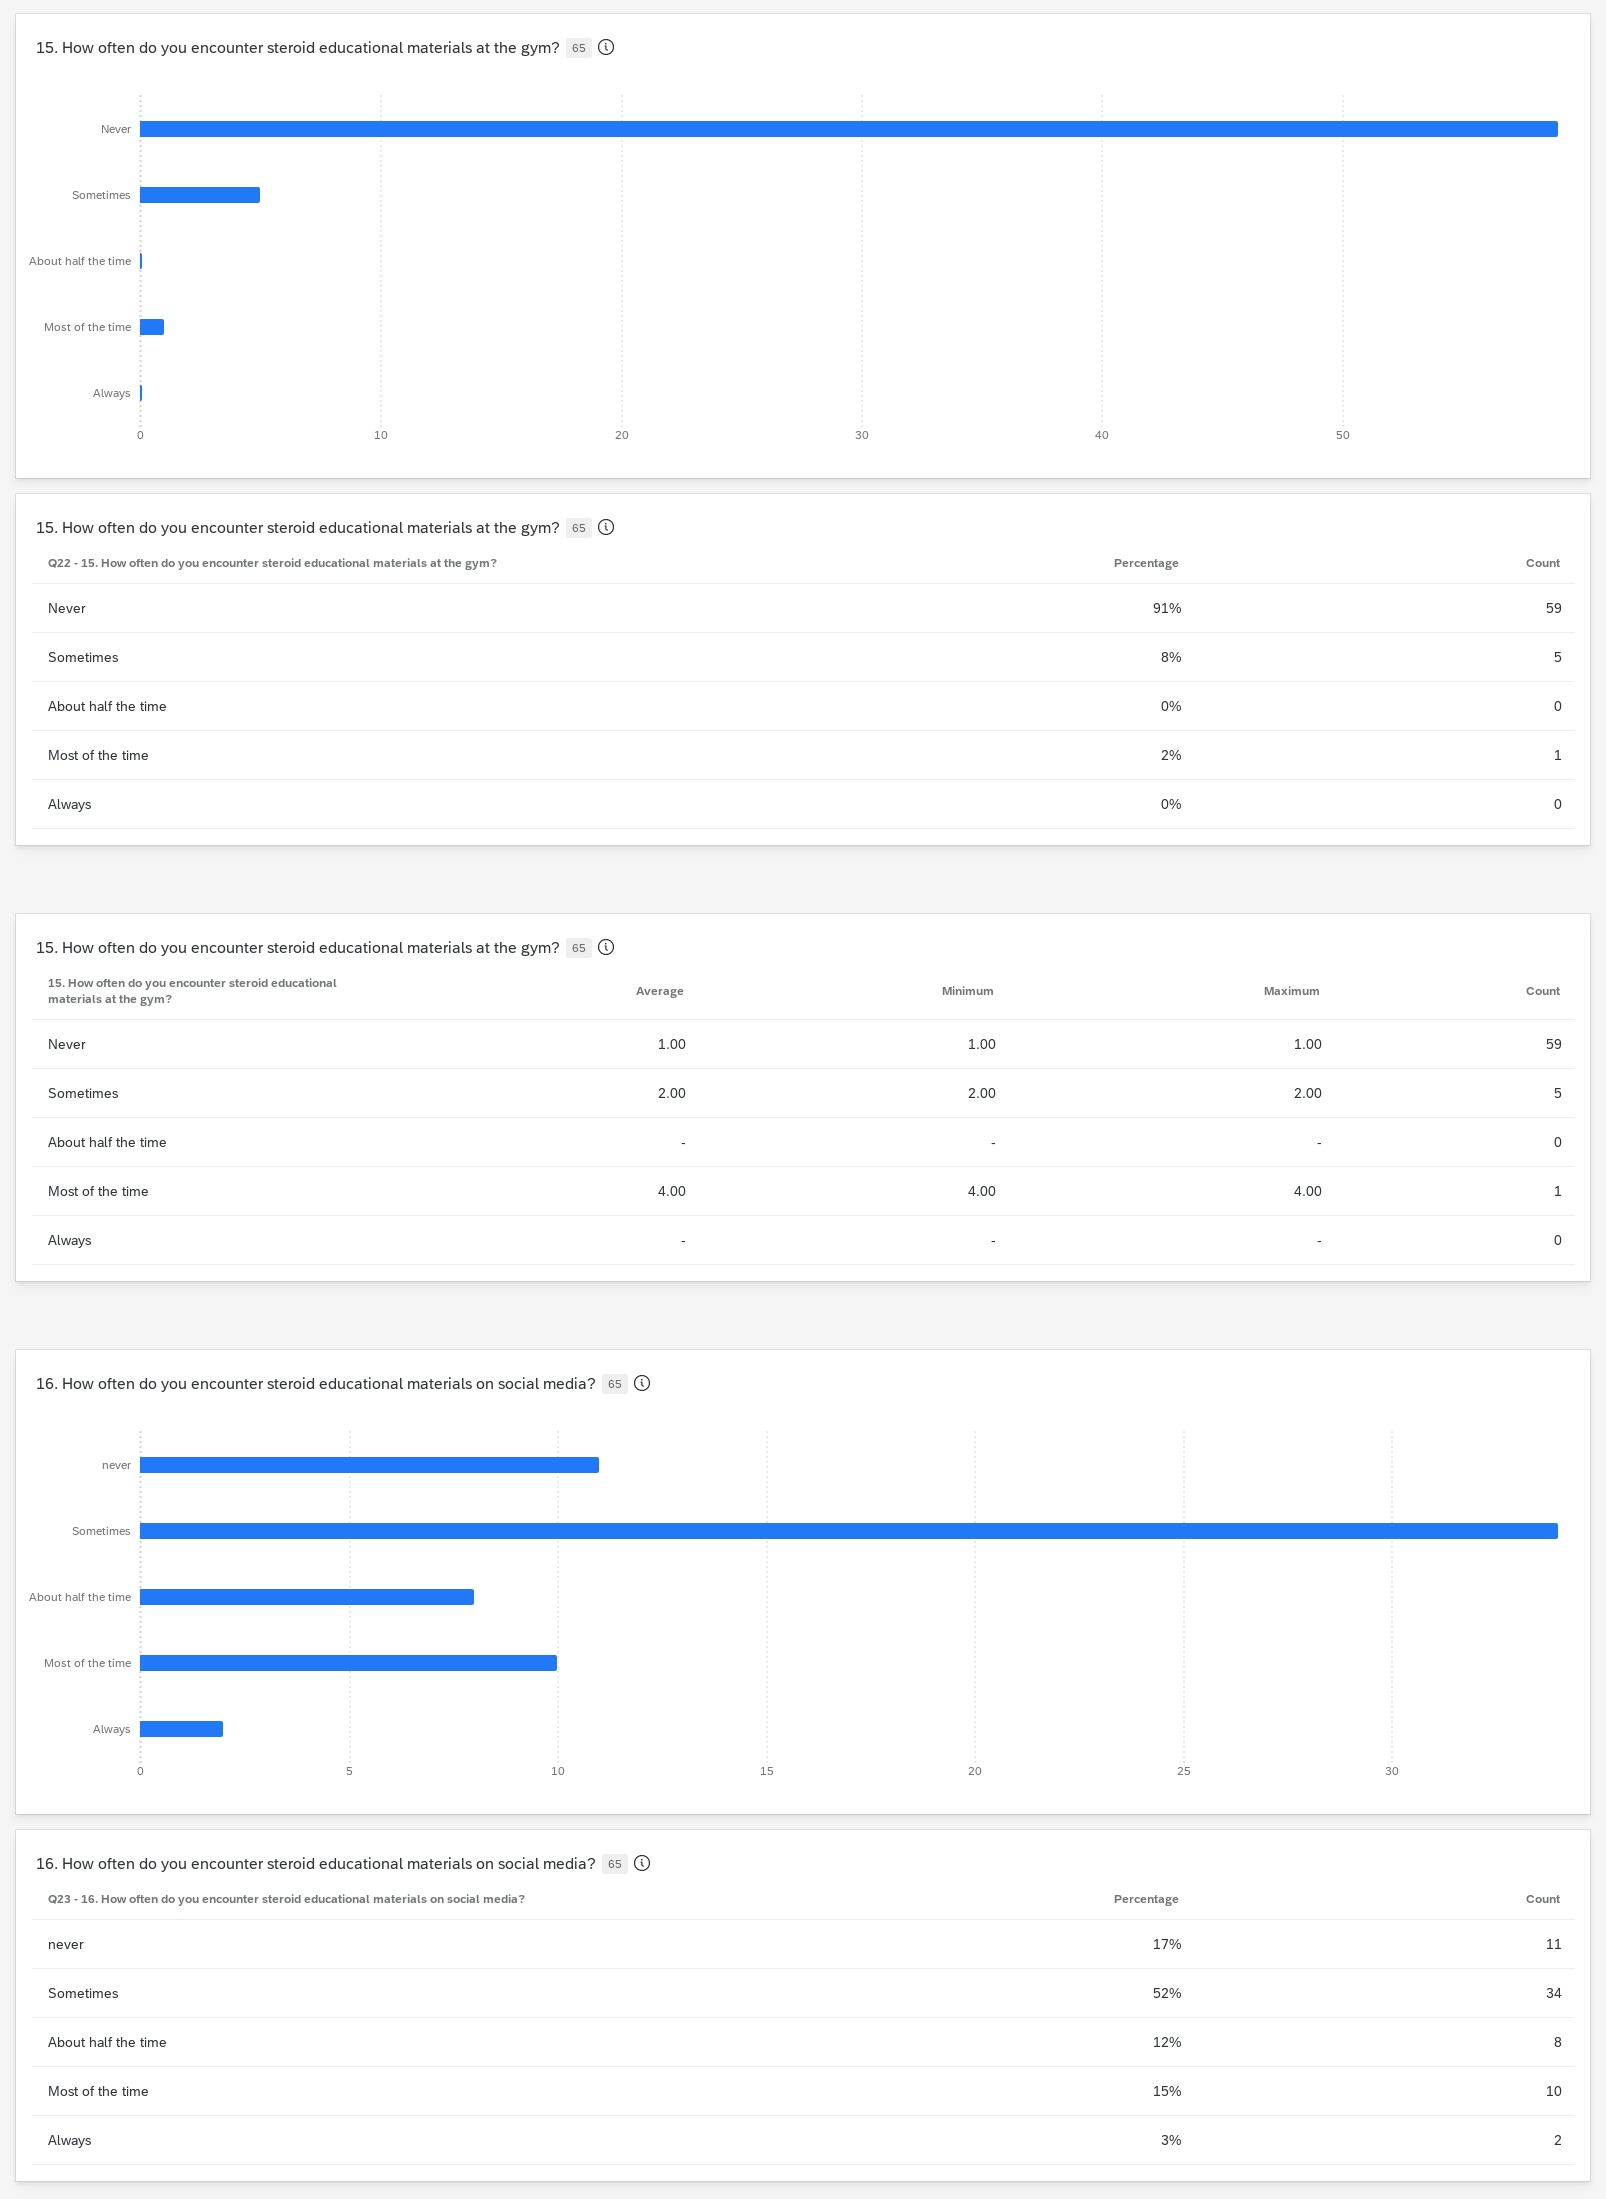 15. How often do you encounter steroid educational materials at the gym? 65
Never
Sometimes
About half the time
Most of the time
Always
0 10 20 30 40 50
15. How often do you encounter steroid educational materials at the gym? 65
Q22 - 15. How often do you encounter steroid educational materials at the gym? Percentage Count
Never 91% 59
Sometimes 8% 5
About half the time 0% 0
Most of the time 2% 1
Always 0% 0
15. How often do you encounter steroid educational materials at the gym? 65
15. How often do you encounter steroid educational
materials at the gym? Average Minimum Maximum Count
Never 1.00 1.00 1.00 59
Sometimes 2.00 2.00 2.00 5
About half the time - - - 0
Most of the time 4.00 4.00 4.00 1
Always - - - 0
16. How often do you encounter steroid educational materials on social media? 65
never
Sometimes
About half the time
Most of the time
Always
0 5 10 15 20 25 30
16. How often do you encounter steroid educational materials on social media? 65
Q23 - 16. How often do you encounter steroid educational materials on social media? Percentage Count
never 17% 11
Sometimes 52% 34
About half the time 12% 8
Most of the time 15% 10
Always 3% 2